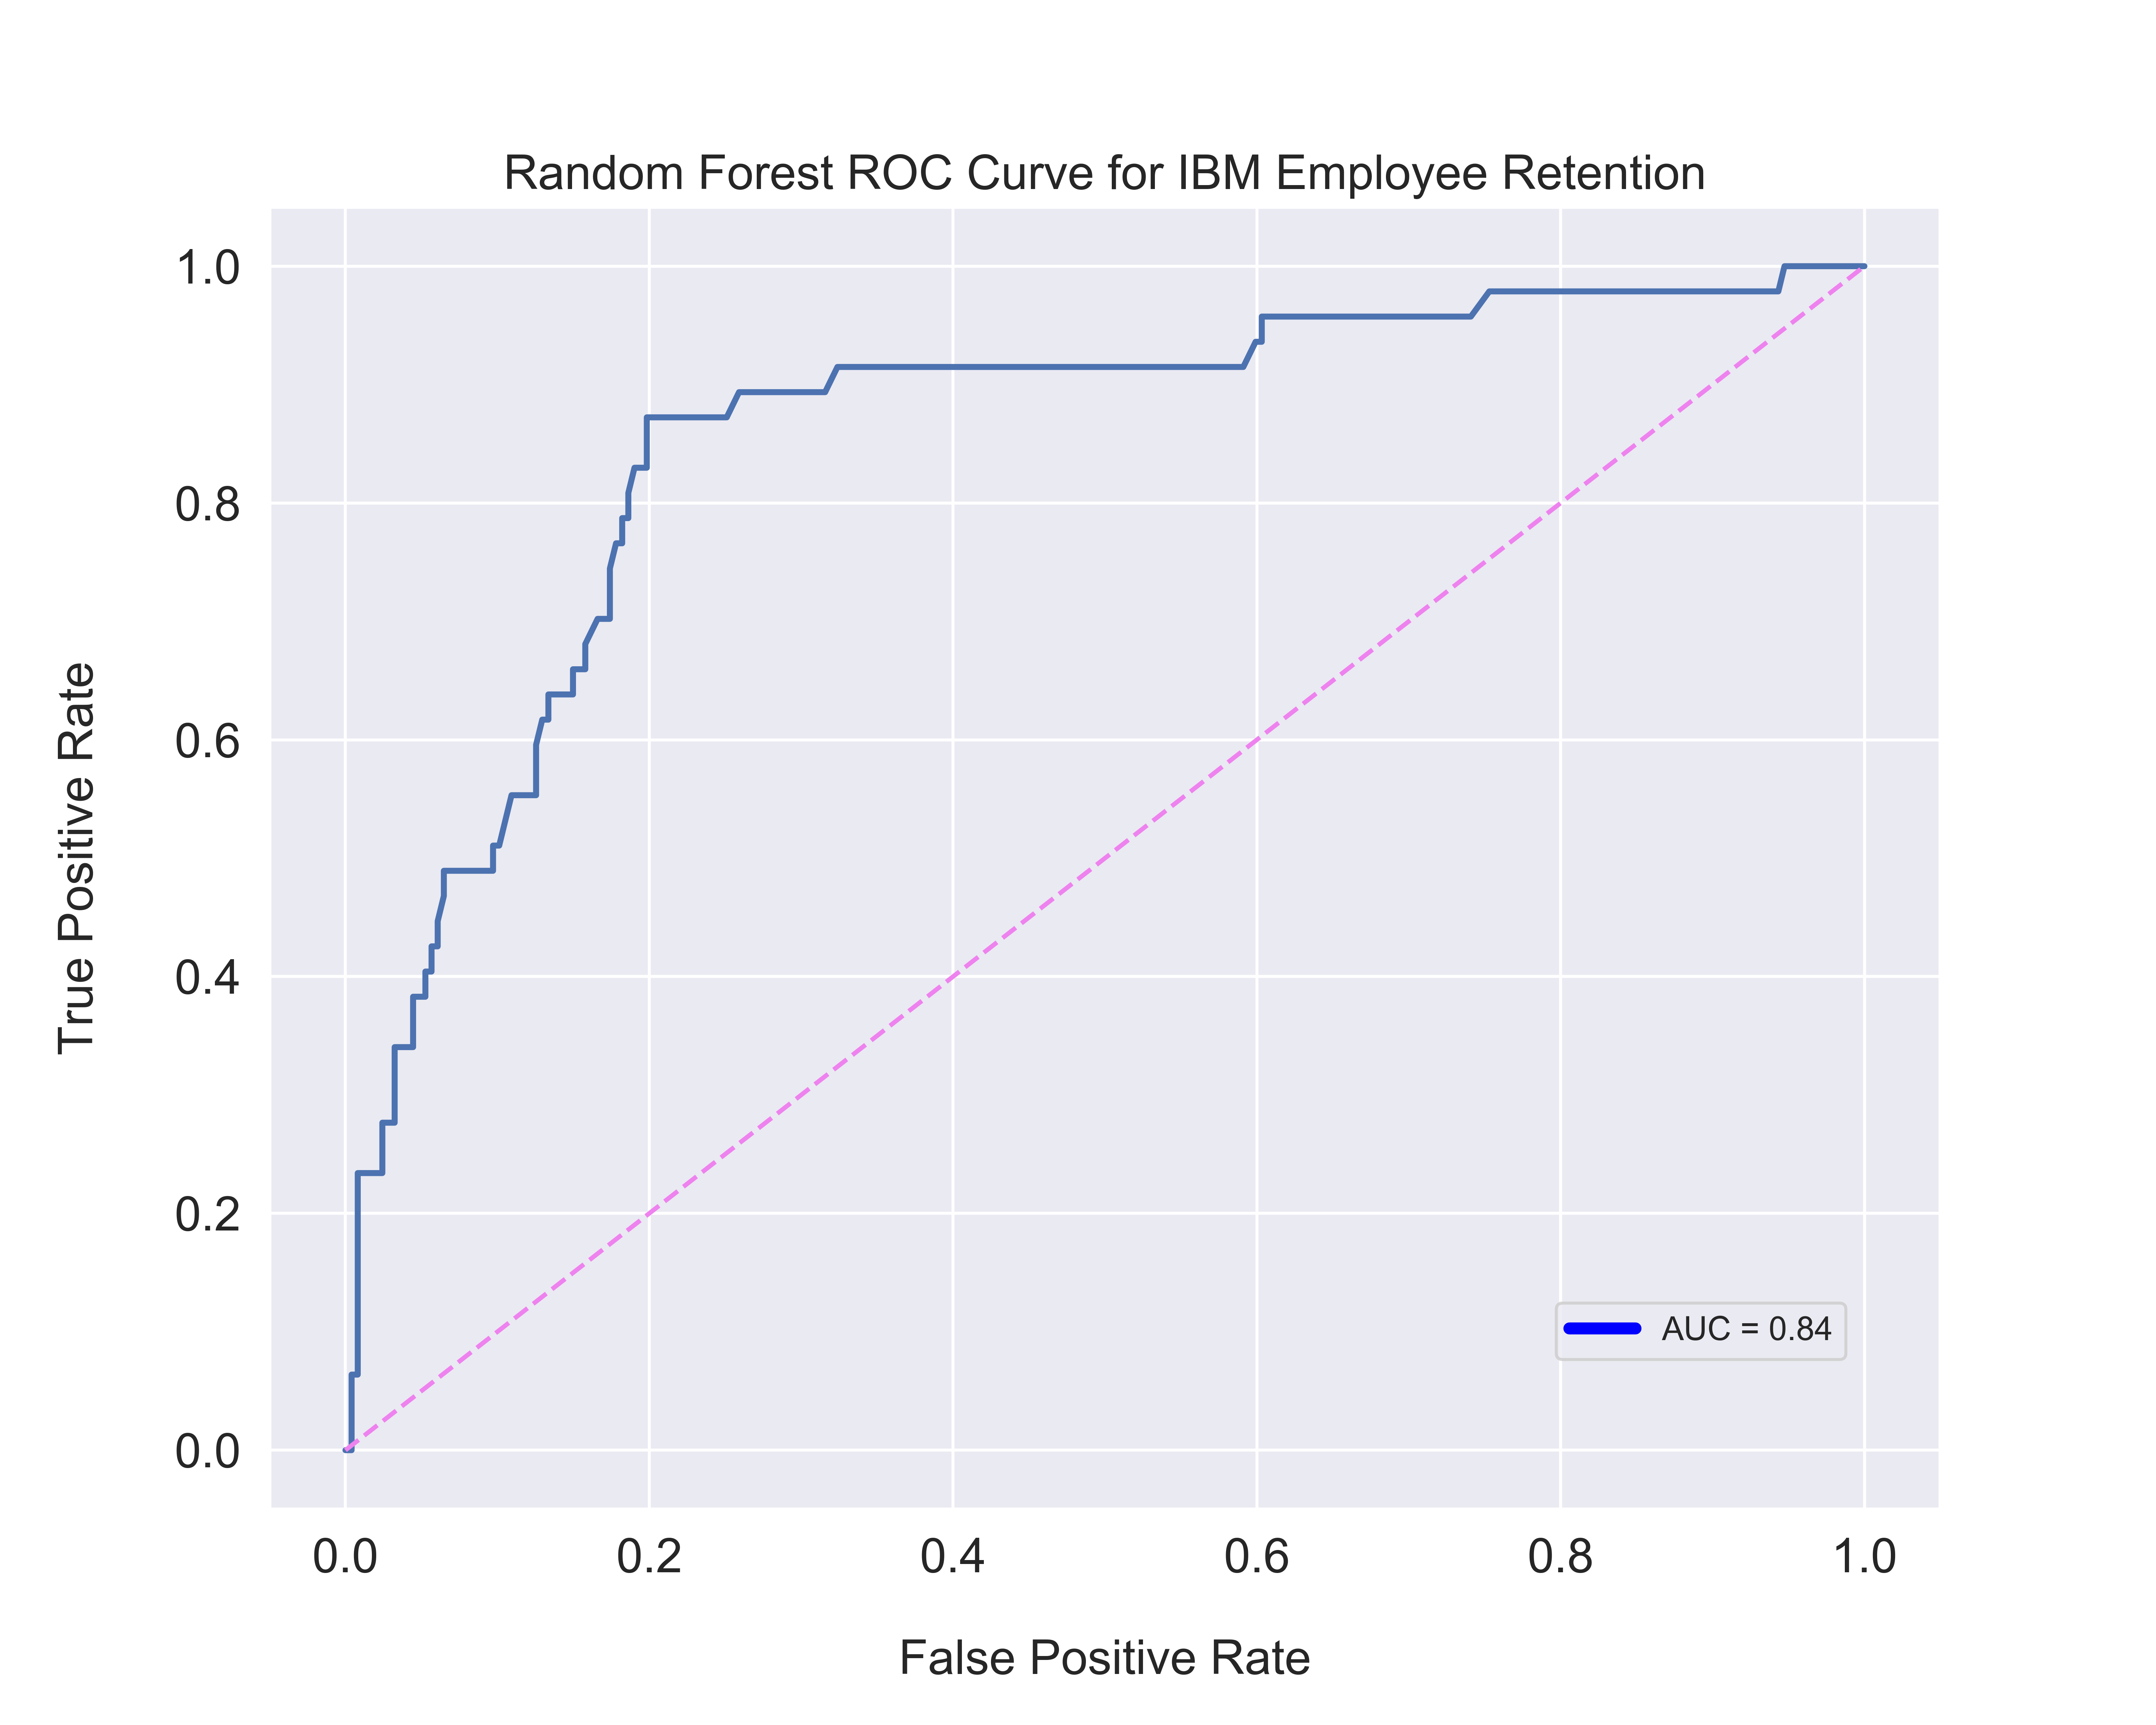 Random Forest ROC Curve for IBM Employee Retention
1.0
0.8
0.6
0.4
0.2
0.0
True Positive Rate
AUC = 0.84
0.0 0.2 0.4 0.6 0.8 1.0
False Positive Rate